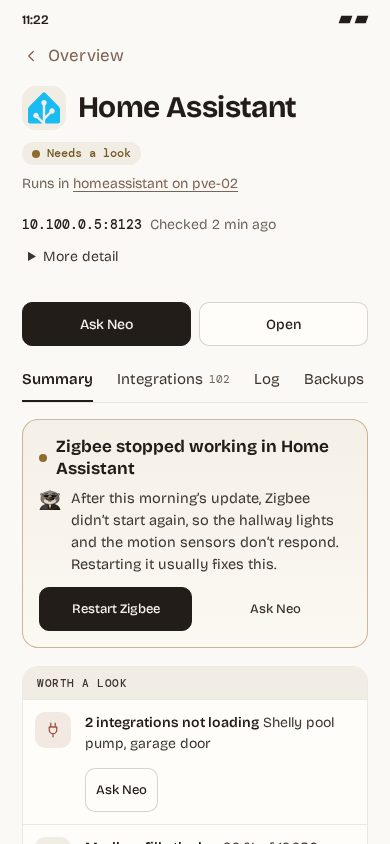 11:22
Overview
Home Assistant
Needs a look
Runs in homeassistant on pve-02
10.100.0.5:8123 Checked 2 min ago
More detail
Ask Neo
Open
Summary
Integrations 102
Log
Backups
Zigbee stopped working in Home
Assistant
After this morning's update, Zigbee
didn't start again, so the hallway lights
and the motion sensors don't respond.
Restarting it usually fixes this.
Restart Zigbee
Ask Neo
WORTH A LOOK
2 integrations not loading Shelly pool
pump, garage door
Ask Neo